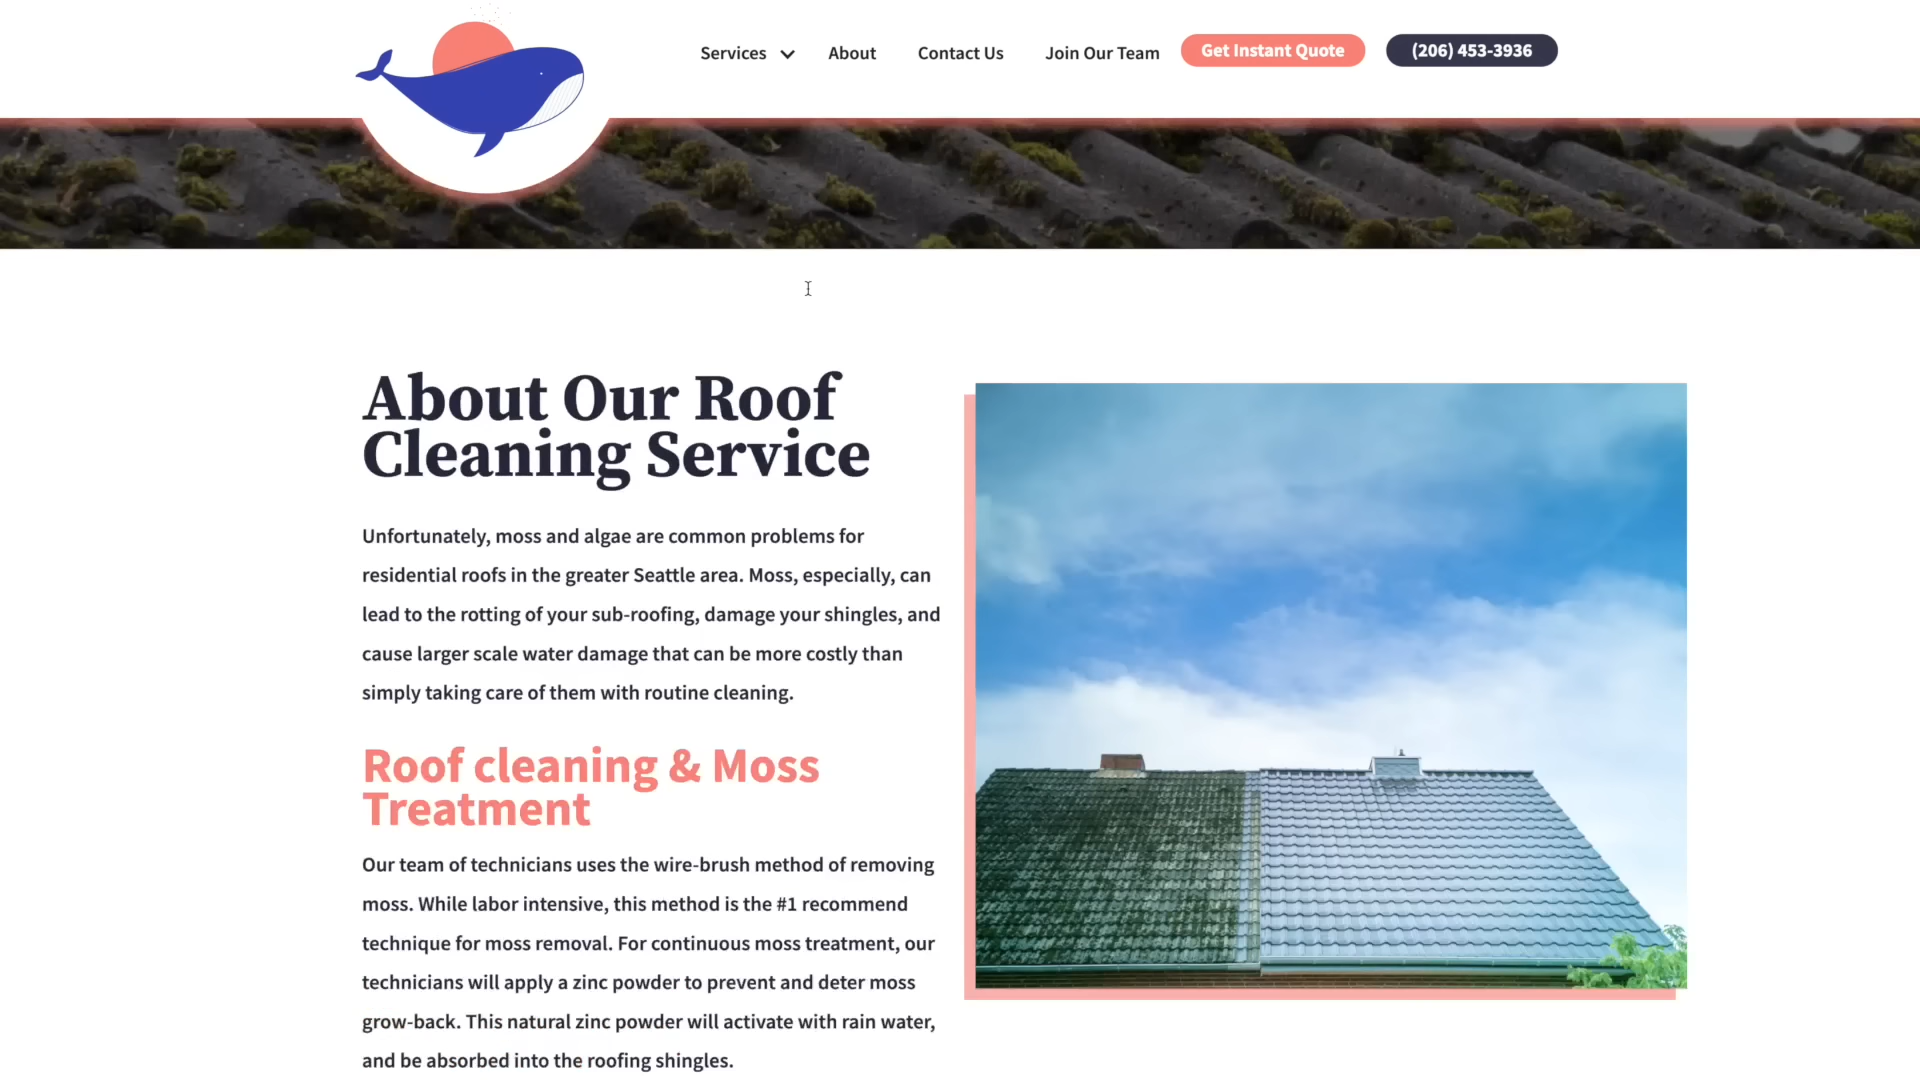 Services
About
Contact Us
Join Our Team
Get Instant Quote
(206) 453-3936
About Our Roof
Cleaning Service
Unfortunately, moss and algae are common problems for
residential roofs in the greater Seattle area. Moss, especially, can
lead to the rotting of your sub-roofing, damage your shingles, and
cause larger scale water damage that can be more costly than
simply taking care of them with routine cleaning.
Roof cleaning & Moss
Treatment
Our team of technicians uses the wire-brush method of removing
moss. While labor intensive, this method is the #1 recommend
technique for moss removal. For continuous moss treatment, our
technicians will apply a zinc powder to prevent and deter moss
grow-back. This natural zinc powder will activate with rain water,
and be absorbed into the roofing shingles.